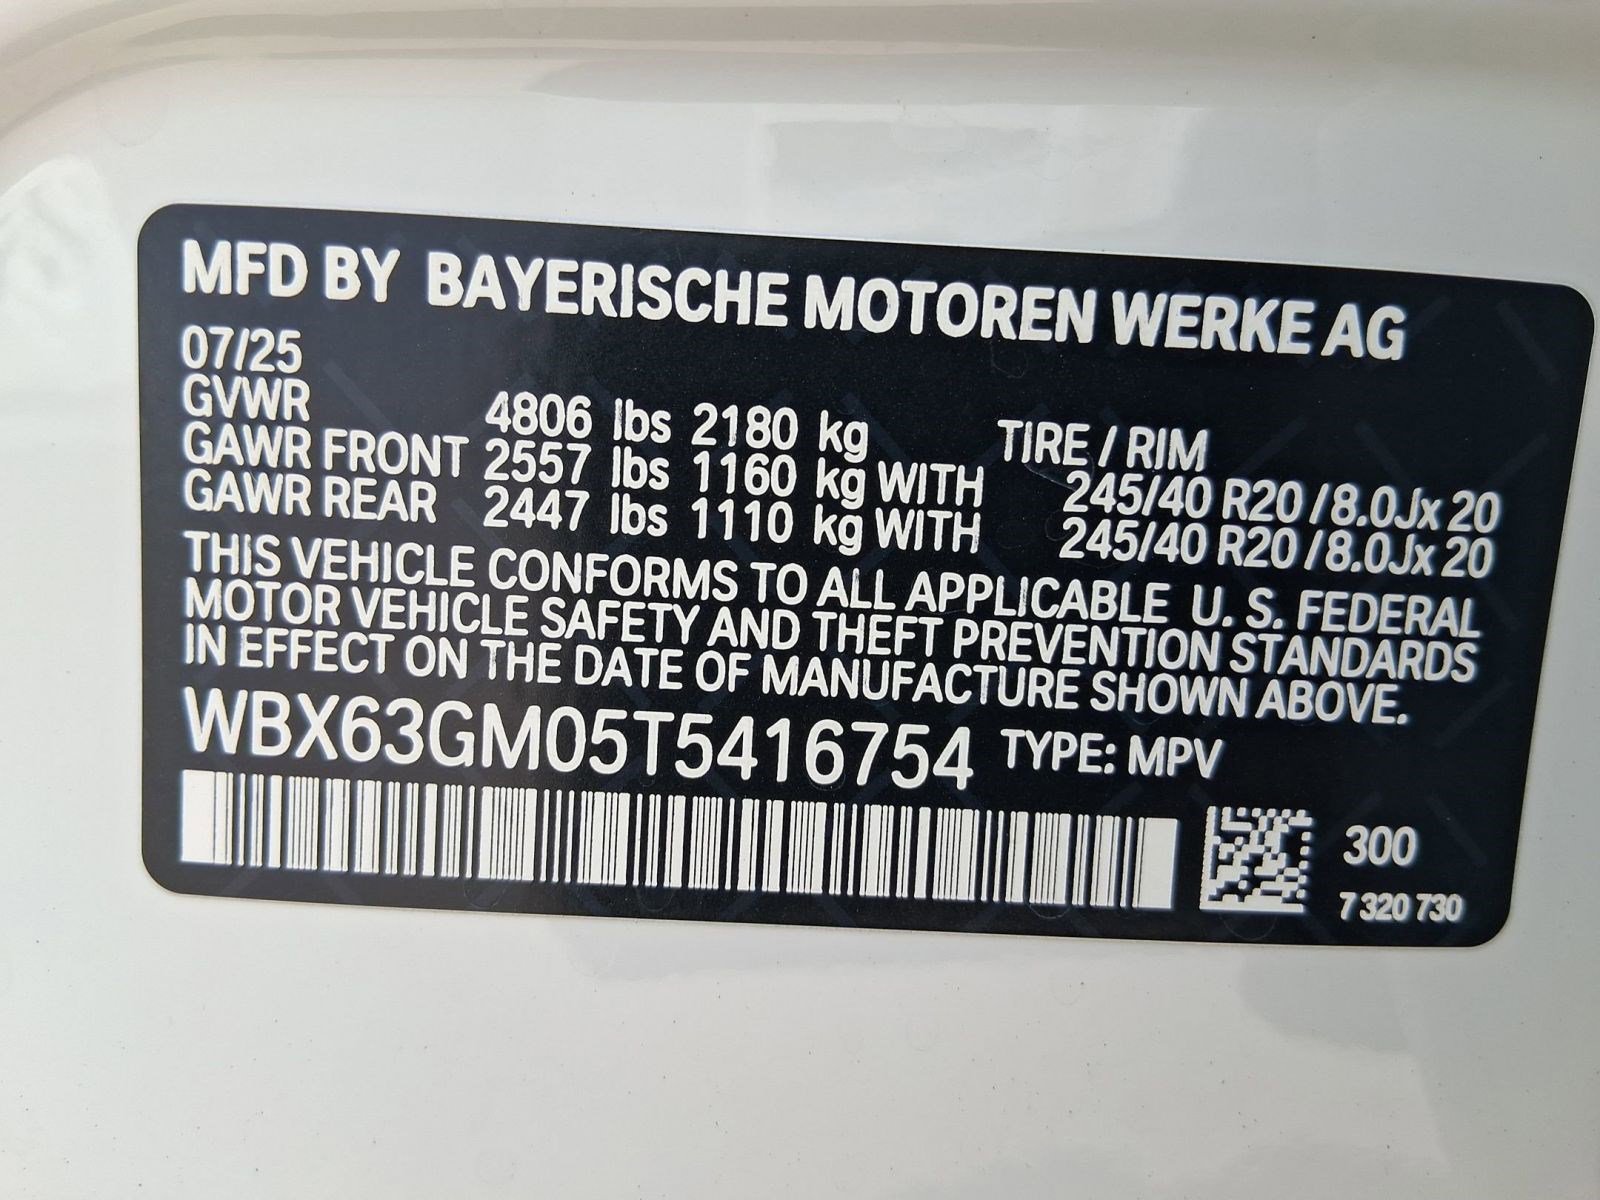 MFD BY BAYERISCHE MOTOREN WERKE AG
07/25
GVWR 4806 lbs 2180 kg TIRE / RIM
GAWR FRONT 2557 lbs 1160 kg WITH 245/40 R20 / 8.0Jx 20
GAWR REAR 2447 lbs 1110 kg WITH 245/40 R20 / 8.0Jx 20
THIS VEHICLE CONFORMS TO ALL APPLICABLE U. S. FEDERAL
MOTOR VEHICLE SAFETY AND THEFT PREVENTION STANDARDS
IN EFFECT ON THE DATE OF MANUFACTURE SHOWN ABOVE.
WBX63GM05T5416754 TYPE: MPV
300
7 320 730